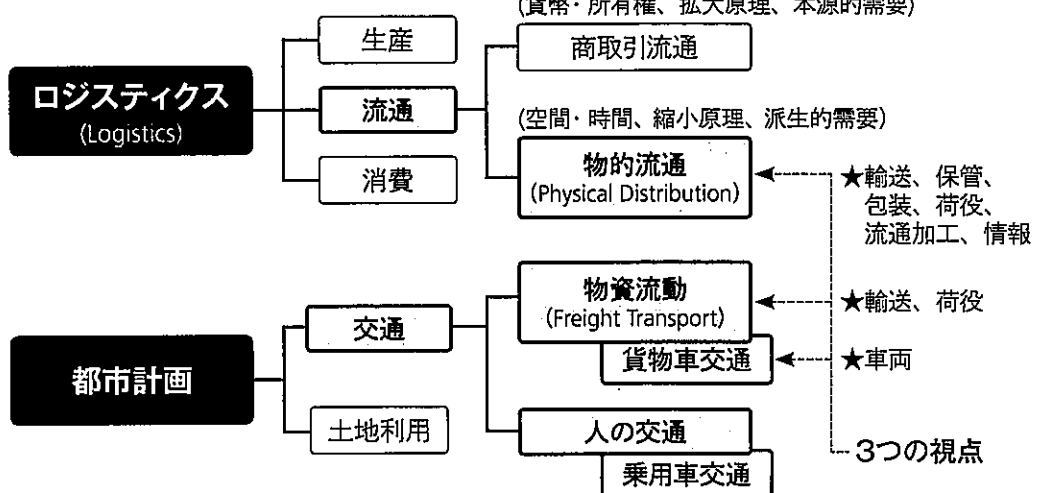 (貨幣・所有権、拡大原理、本源的需要)
生産
商取引流通
ロジスティクス
(Logistics)
流通
(空間・時間、縮小原理、派生的需要)
消費
物的流通
(Physical Distribution)
★輸送、保管、
包装、荷役、
流通加工、情報
物資流動
(Freight Transport)
★輸送、荷役
交通
貨物車交通
★車両
都市計画
土地利用
人の交通
3つの視点
乗用車交通